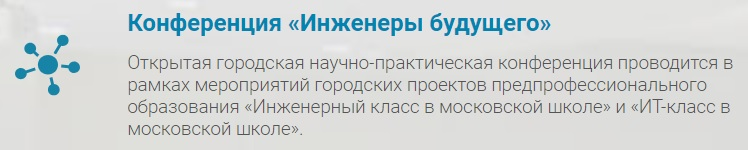 Конференция «Инженеры будущего»
Открытая городская научно-практическая конференция проводится в
рамках мероприятий городских проектов предпрофессионального
образования «Инженерный класс в московской школе» и «ИТ-класс в
московской школе».